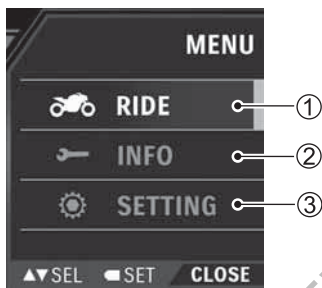 MENU
RIDE ①
INFO ②
SETTING ③
▲▼SEL SET CLOSE